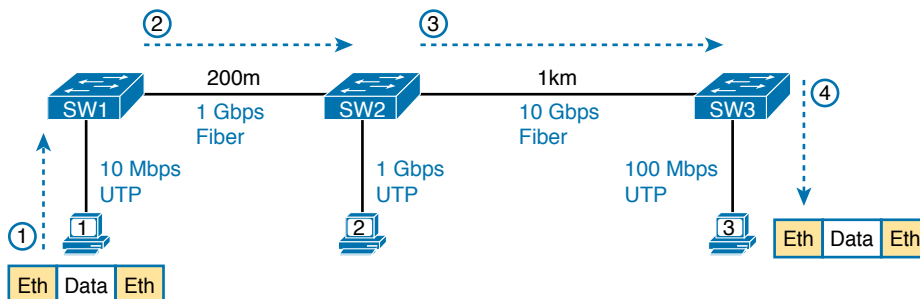 2
3
200m
1km
SW1
SW2
SW3
4
1 Gbps
Fiber
10 Gbps
Fiber
10 Mbps
UTP
1 Gbps
UTP
100 Mbps
UTP
1
1
2
3
Eth Data Eth
Eth Data Eth